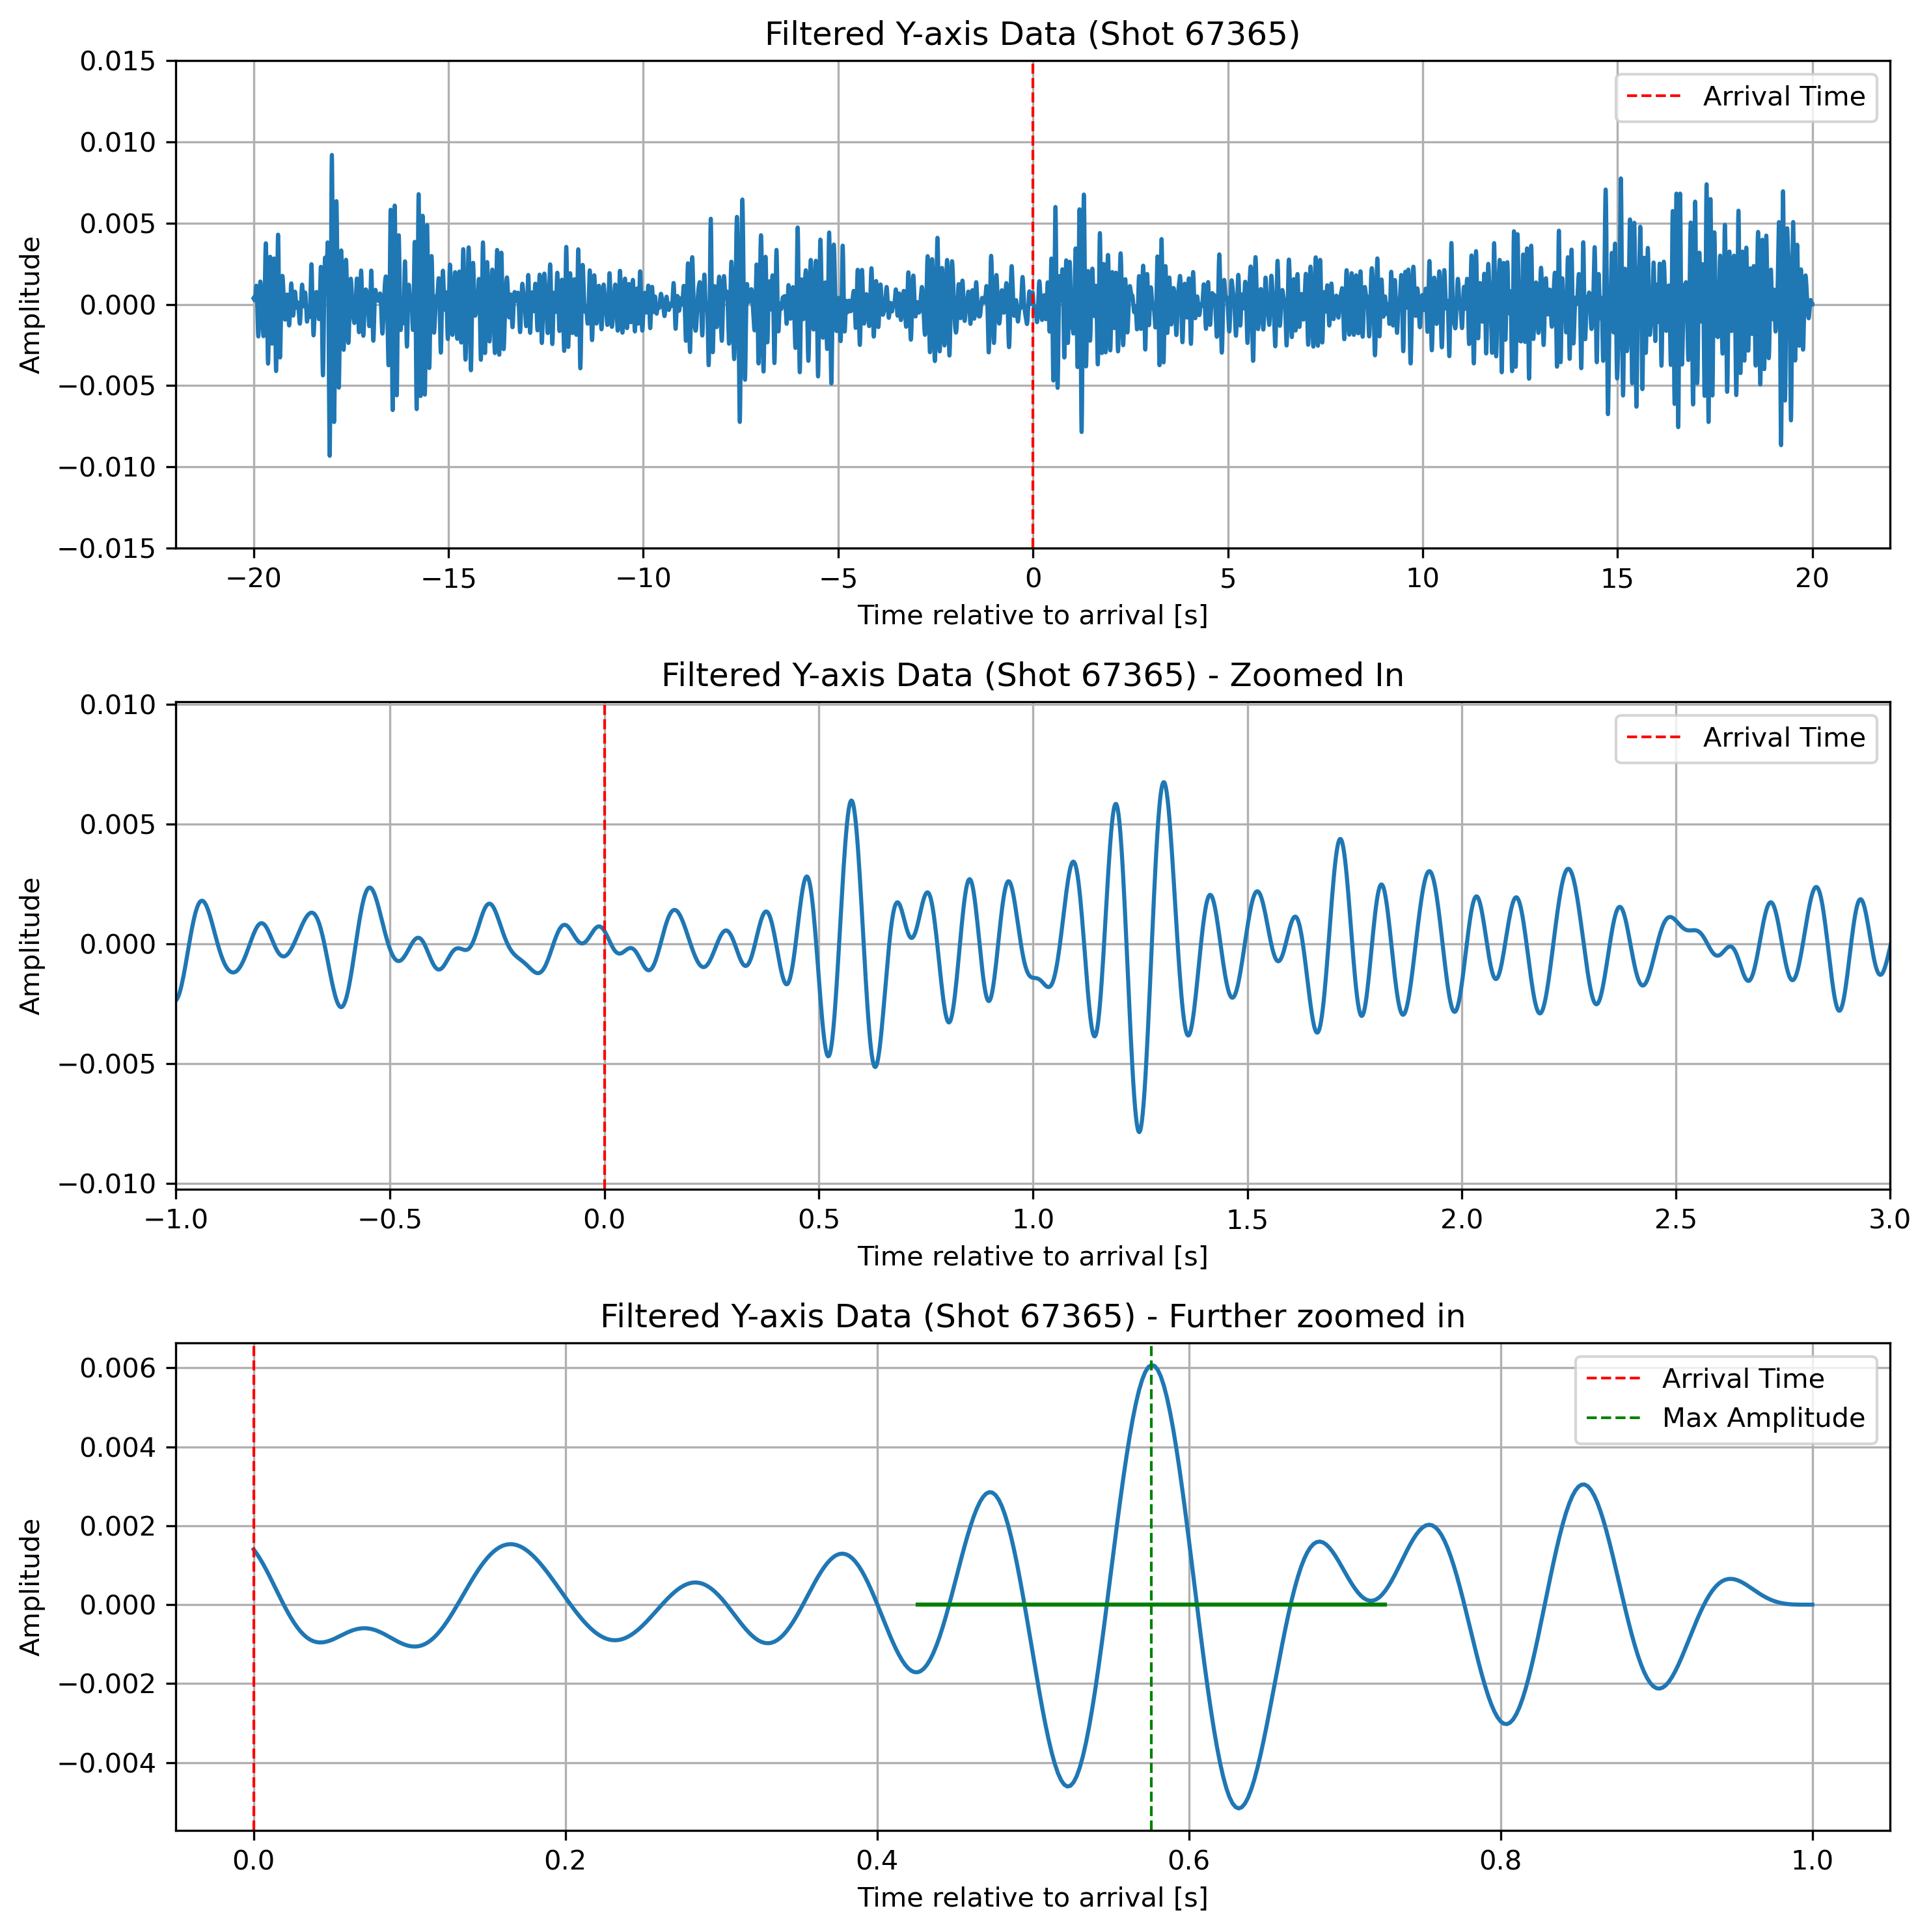 Filtered Y-axis Data (Shot 67365)
0.015
0.010
0.005
0.000
−0.005
−0.010
−0.015
Amplitude
Arrival Time
−20 −15 −10 −5 0 5 10 15 20
Time relative to arrival [s]
Filtered Y-axis Data (Shot 67365) - Zoomed In
0.010
0.005
0.000
−0.005
−0.010
Amplitude
Arrival Time
−1.0 −0.5 0.0 0.5 1.0 1.5 2.0 2.5 3.0
Time relative to arrival [s]
Filtered Y-axis Data (Shot 67365) - Further zoomed in
0.006
0.004
0.002
0.000
−0.002
−0.004
Amplitude
Arrival Time
Max Amplitude
0.0 0.2 0.4 0.6 0.8 1.0
Time relative to arrival [s]